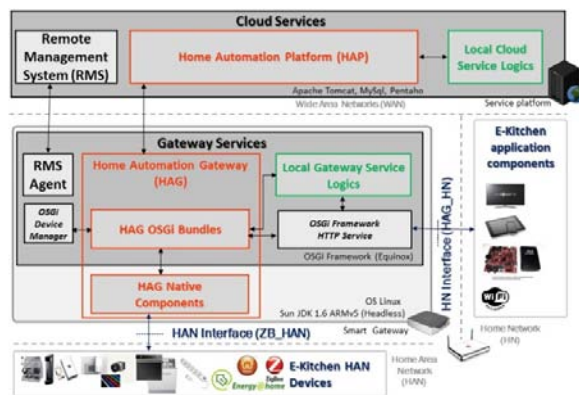 Cloud Services
Remote
Management
System (RMS)
Home Automation Platform (HAP)
Local Cloud
Service Logics
Apache Tomcat, MySql, Pentaho
Wide Area Networks (WAN)
Service platform
Gateway Services
RMS
Agent
Home Automation Gateway
(HAG)
Local Gateway Service
Logics
OSGi
Device
Manager
HAG OSGi Bundles
OSGi Framework
HTTP Service
OSGi Framework (Equinox)
HAG Native
Components
OS Linux
Sun JDK 1.6 ARMv5 (Headless)
Smart Gateway
HN Interface (HAG_HN)
E-Kitchen
application
components
WiFi
Home Network
(HN)
HAN Interface (ZB_HAN)
Home Area
Network
(HAN)
Energy@home
ZigBee
E-Kitchen HAN
Devices